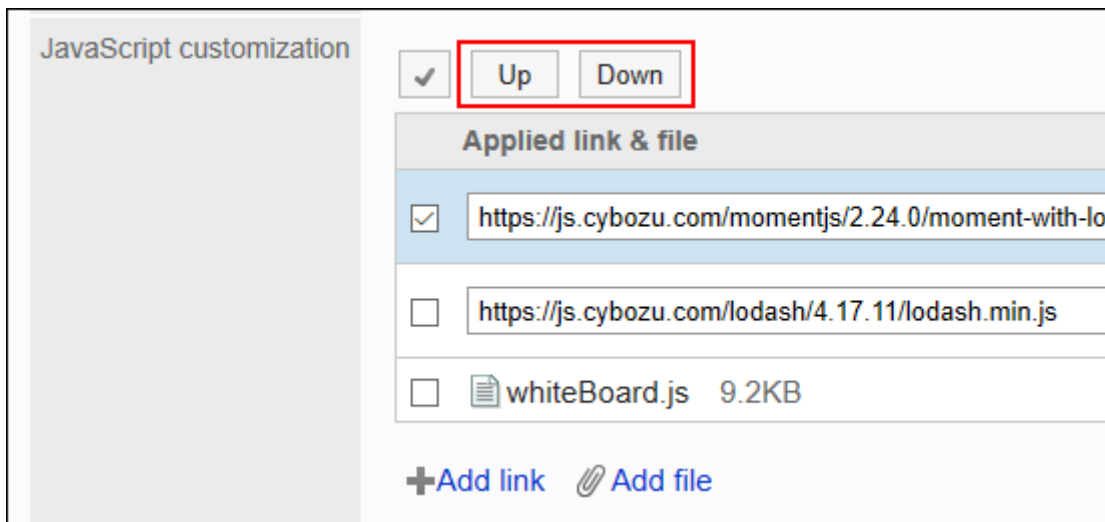 JavaScript customization
Up Down
Applied link & file
https://js.cybozu.com/momentjs/2.24.0/moment-with-lo
https://js.cybozu.com/lodash/4.17.11/lodash.min.js
whiteBoard.js 9.2KB
Add link Add file